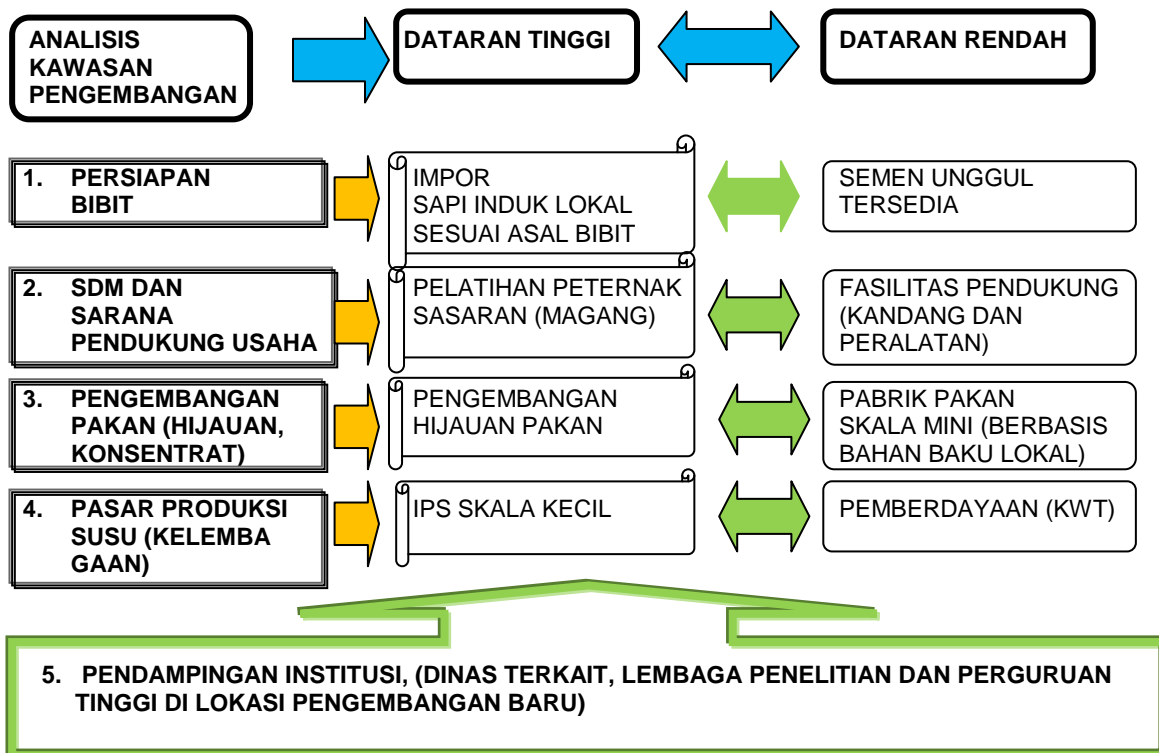 ANALISIS
KAWASAN
PENGEMBANGAN
DATARAN TINGGI
DATARAN RENDAH
1. PERSIAPAN
BIBIT
IMPOR
SAPI INDUK LOKAL
SESUAI ASAL BIBIT
SEMEN UNGGUL
TERSEDIA
2. SDM DAN
SARANA
PENDUKUNG USAHA
PELATIHAN PETERNAK
SASARAN (MAGANG)
FASILITAS PENDUKUNG
(KANDANG DAN
PERALATAN)
3. PENGEMBANGAN
PAKAN (HIJAUAN,
KONSENTRAT)
PENGEMBANGAN
HIJAUAN PAKAN
PABRIK PAKAN
SKALA MINI (BERBASIS
BAHAN BAKU LOKAL)
4. PASAR PRODUKSI
SUSU (KELEMBA
GAAN)
IPS SKALA KECIL
PEMBERDAYAAN (KWT)
5. PENDAMPINGAN INSTITUSI, (DINAS TERKAIT, LEMBAGA PENELITIAN DAN PERGURUAN
TINGGI DI LOKASI PENGEMBANGAN BARU)